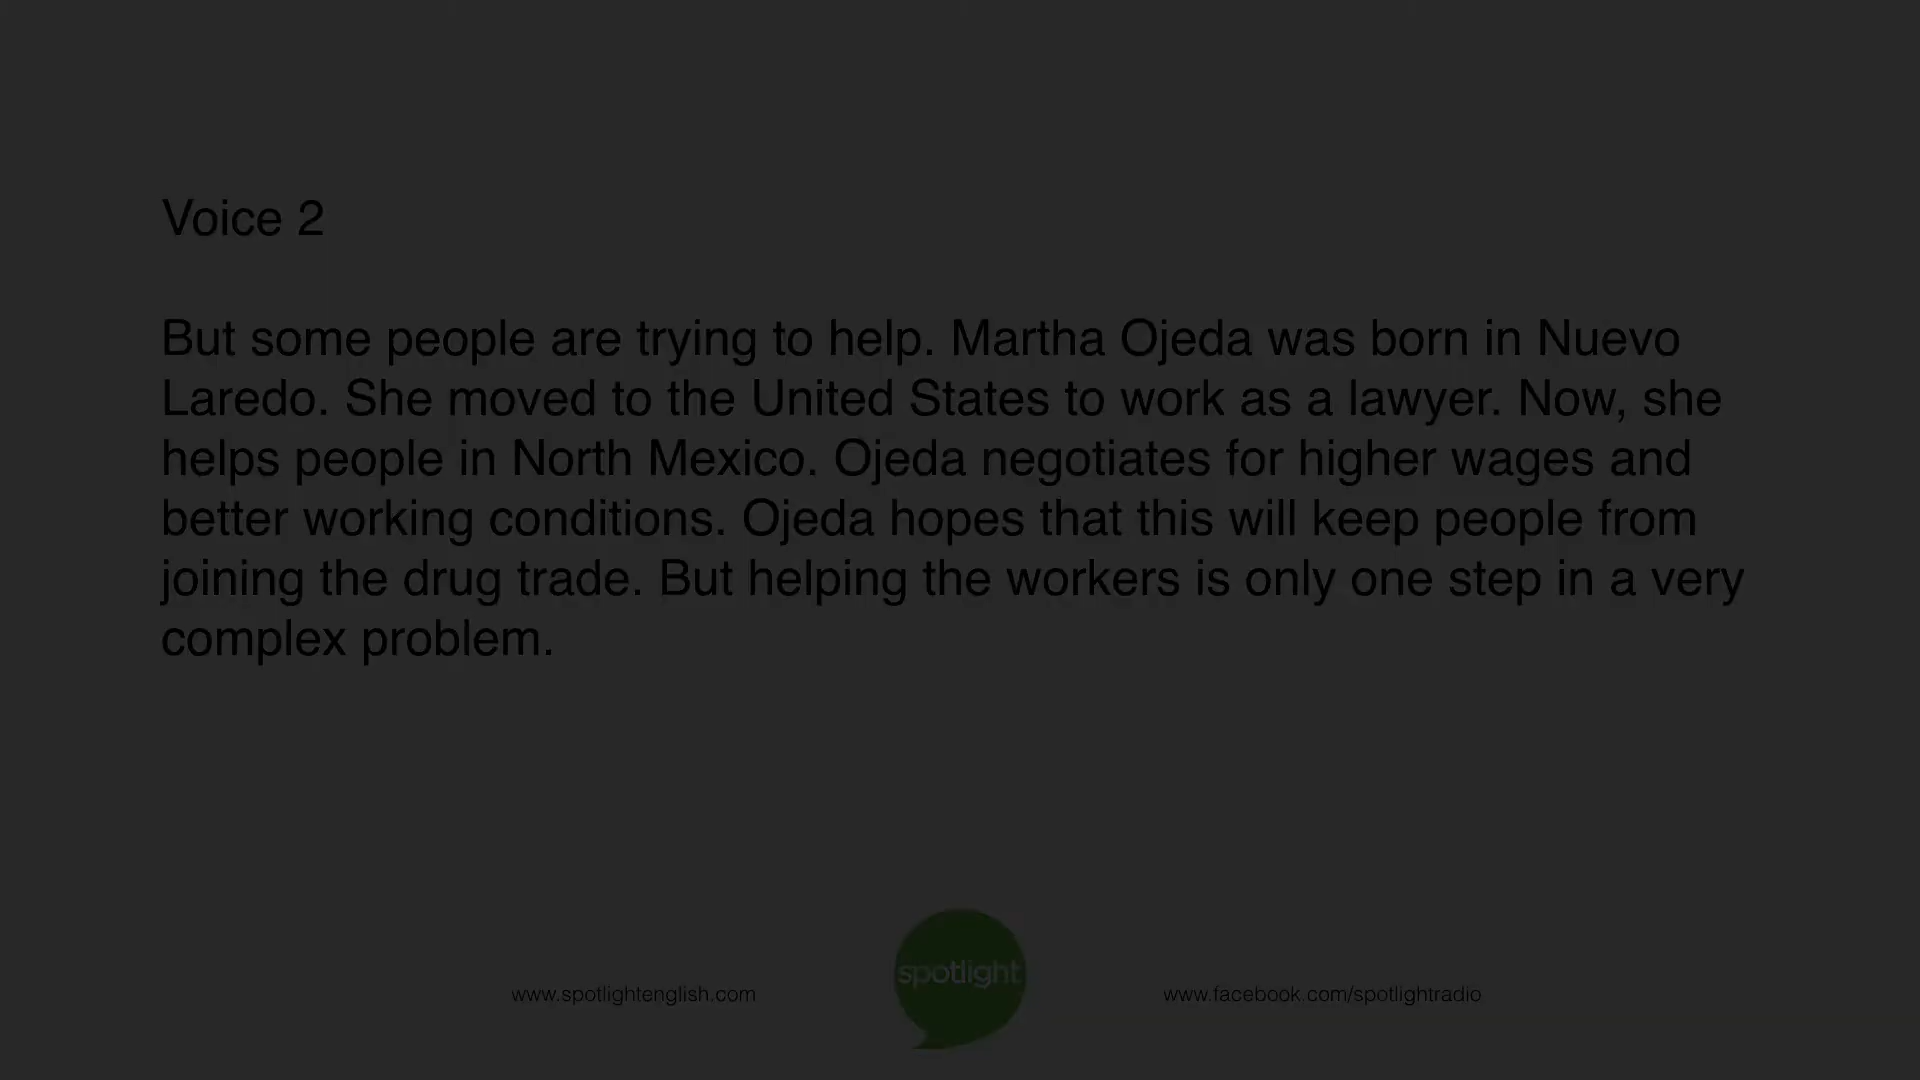 Voice 2
But some people are trying to help. Martha Ojeda was born in Nuevo
Laredo. She moved to the United States to work as a lawyer. Now, she
helps people in North Mexico. Ojeda negotiates for higher wages and
better working conditions. Ojeda hopes that this will keep people from
joining the drug trade. But helping the workers is only one step in a very
complex problem.
spotlight
www.spotlightenglish.com
www.facebook.com/spotlightradio